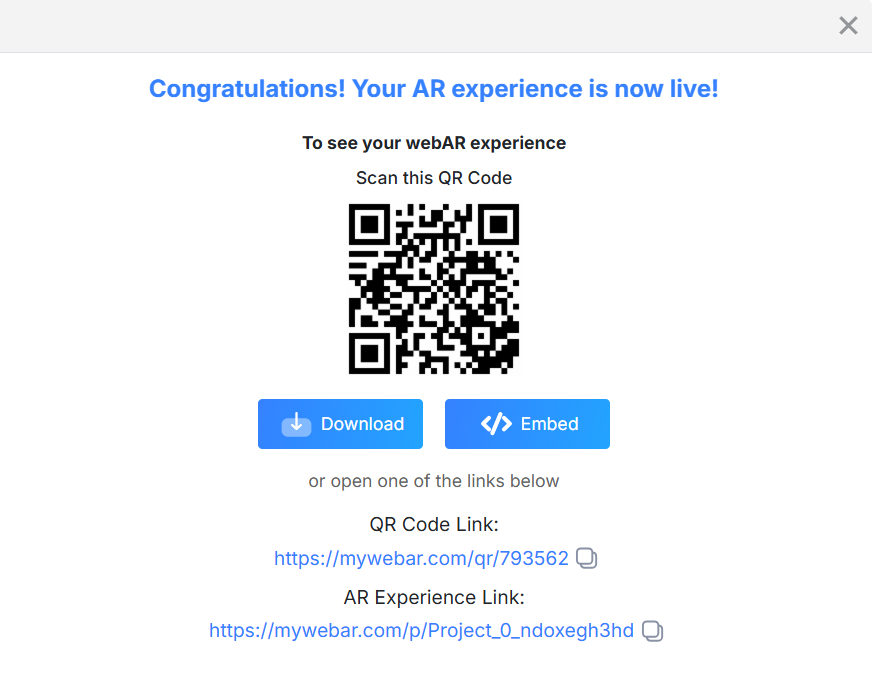 Congratulations! Your AR experience is now live!
To see your webAR experience
Scan this QR Code
Download
Embed
or open one of the links below
QR Code Link:
https://mywebar.com/qr/793562
AR Experience Link:
https://mywebar.com/p/Project_0_ndoxegh3hd